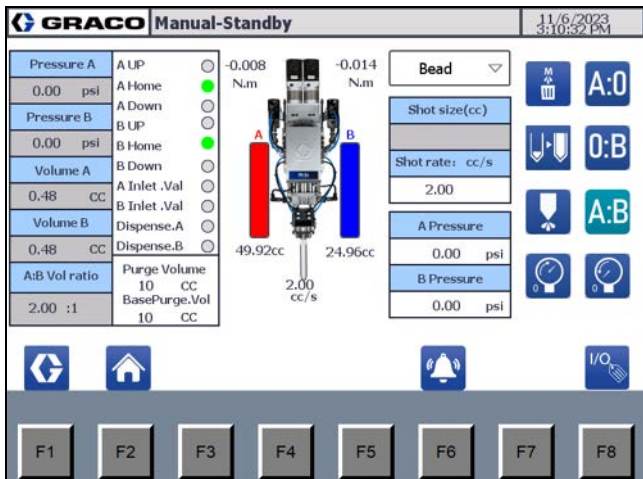 GRACO Manual-Standby
11/6/2023
3:10:32 PM
Pressure A
0.00 psi
Pressure B
0.00 psi
Volume A
0.48 CC
Volume B
0.48 CC
A:B Vol ratio
2.00 :1
A UP
A Home
A Down
B UP
B Home
B Down
A Inlet .Val
B Inlet .Val
Dispense.A
Dispense.B
Purge Volume
10 CC
BasePurge.Vol
10 CC
-0.008
N.m
-0.014
N.m
A
B
49.92cc
24.96cc
2.00
cc/s
Bead
Shot size(cc)
Shot rate: cc/s
2.00
A Pressure
0.00 psi
B Pressure
0.00 psi
M
A:0
0:B
A:B
0
0
I/O
F1 F2 F3 F4 F5 F6 F7 F8